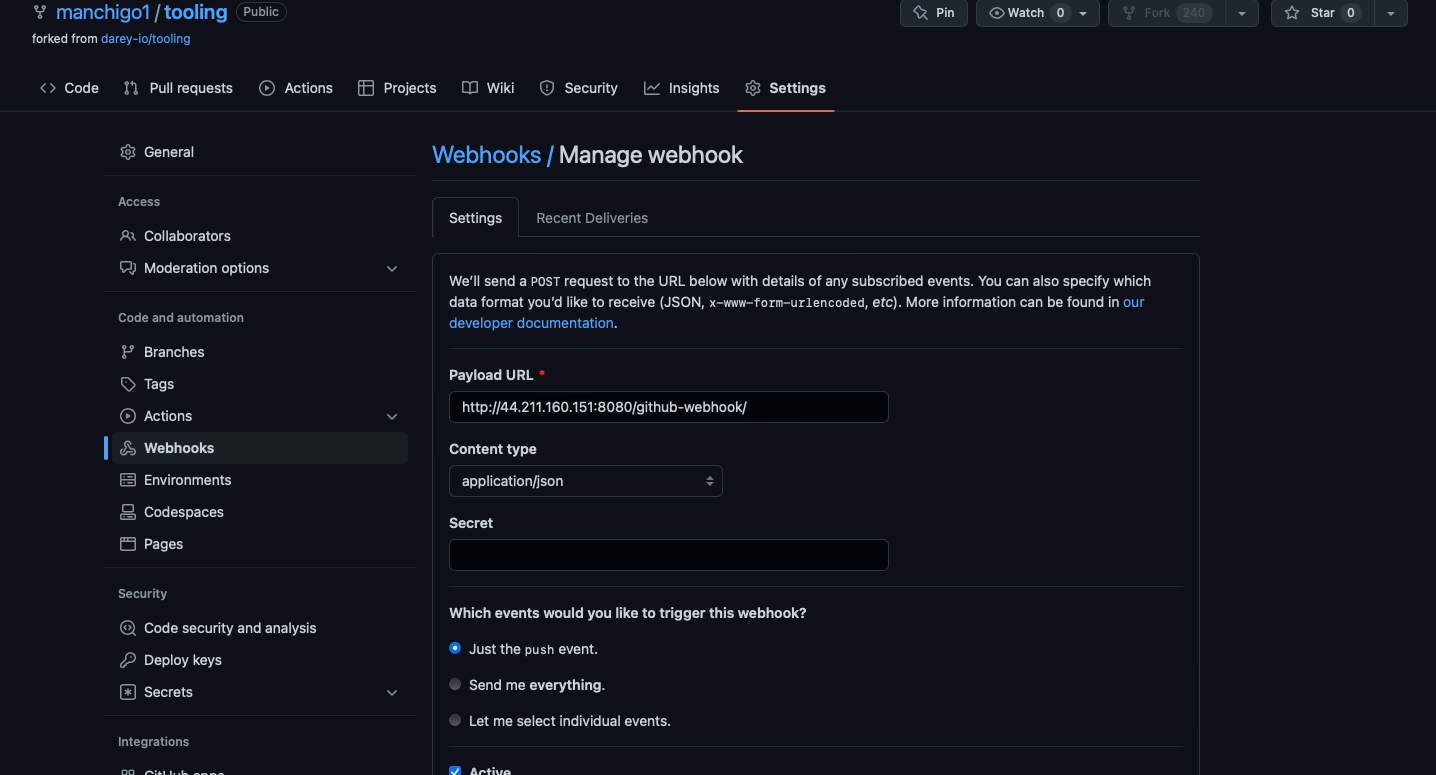 manchigo1 / tooling Public
Pin
Watch 0
Fork 240
Star 0
forked from darey-io/tooling
Code
Pull requests
Actions
Projects
Wiki
Security
Insights
Settings
General
Access
Collaborators
Moderation options
Code and automation
Branches
Tags
Actions
Webhooks
Environments
Codespaces
Pages
Security
Code security and analysis
Deploy keys
Secrets
Integrations
GitHub apps
Webhooks / Manage webhook
Settings
Recent Deliveries
We’ll send a POST request to the URL below with details of any subscribed events. You can also specify which
data format you’d like to receive (JSON, x-www-form-urlencoded, etc). More information can be found in our
developer documentation.
Payload URL *
http://44.211.160.151:8080/github-webhook/
Content type
application/json
Secret
Which events would you like to trigger this webhook?
Just the push event.
Send me everything.
Let me select individual events.
Active